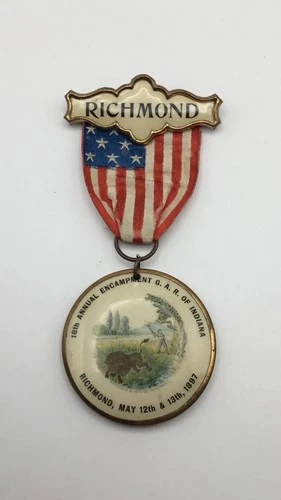 RICHMOND
18th ANNUAL ENCAMPMENT G. A. R. OF INDIANA
RICHMOND, MAY 12th & 13th, 1897